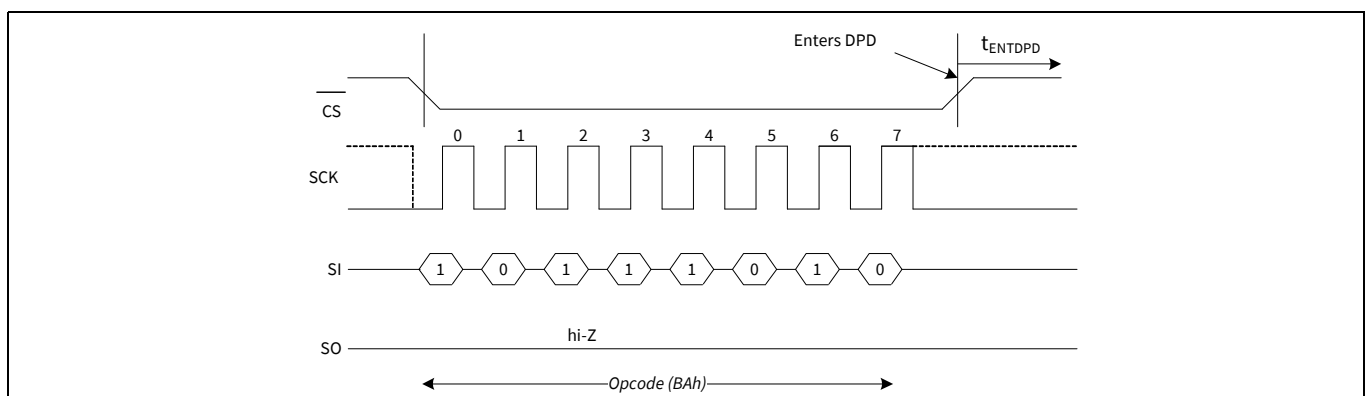 Enters DPD
tENTDPD
CS
0 1 2 3 4 5 6 7
SCK
SI 1 0 1 1 1 0 1 0
hi-Z
SO
Opcode (BAh)